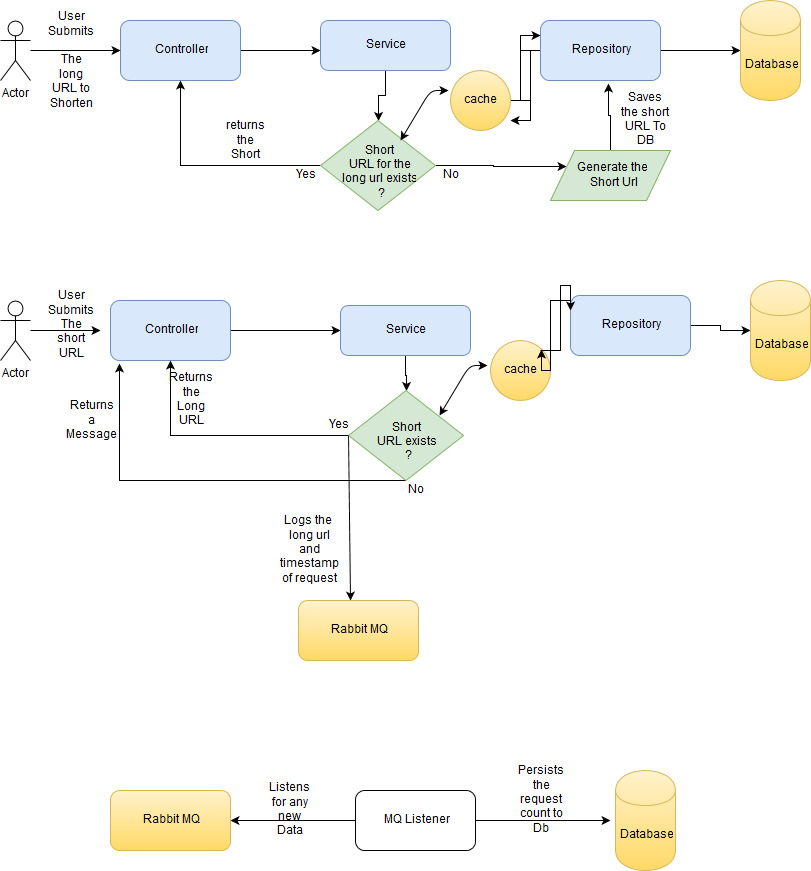 User
Submits
The
long
URL to
Shorten
Actor
Controller
Service
Repository
Database
cache
returns
the
Short
Yes
Short
URL for the
long url exists
?
No
Saves
the short
URL To
DB
Generate the
Short Url
User
Submits
The
short
URL
Actor
Controller
Service
Repository
Database
cache
Returns
a
Message
Returns
the
Long
URL
Yes
Short
URL exists
?
No
Logs the
long url
and
timestamp
of request
Rabbit MQ
Rabbit MQ
Listens
for any
new
Data
MQ Listener
Persists
the
request
count to
Db
Database